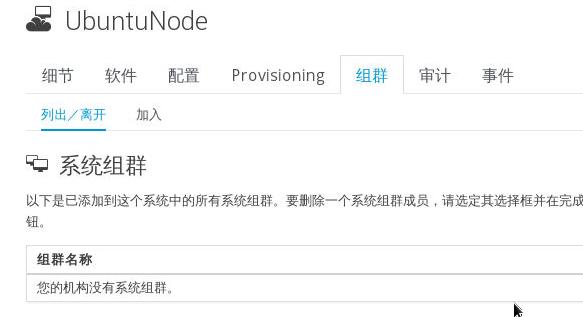 UbuntuNode
细节 软件 配置 Provisioning 组群 审计 事件
列出／离开 加入
系统组群
以下是已添加到这个系统中的所有系统组群。要删除一个系统组群成员，请选定其选择框并在完成
钮。
组群名称
您的机构没有系统组群。